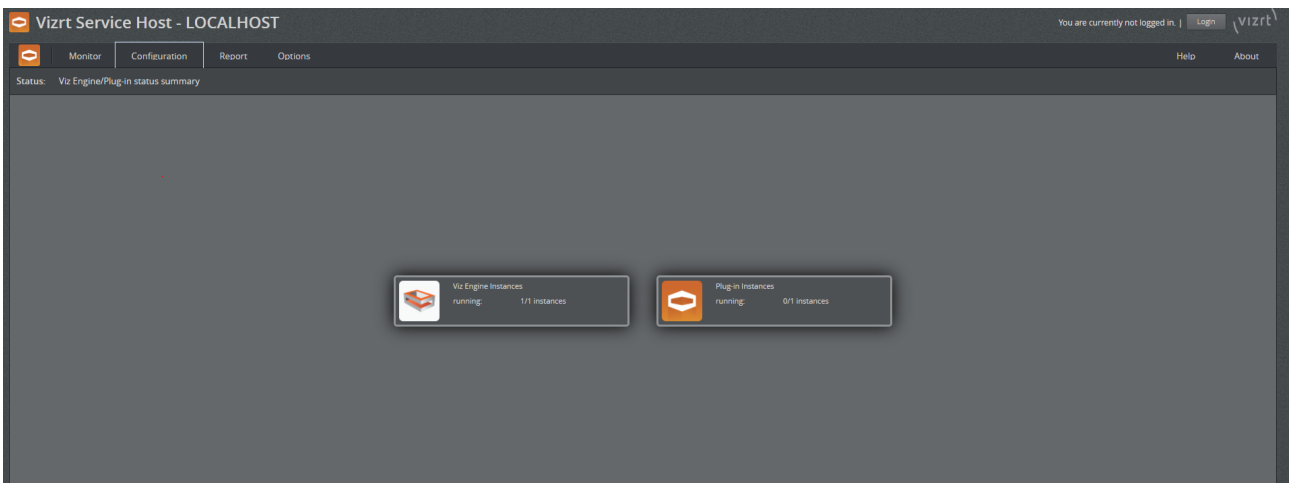 Vizrt Service Host - LOCALHOST
You are currently not logged in. | Login vizrt
Monitor Configuration Report Options Help About
Status: Viz Engine/Plug-in status summary
Viz Engine Instances
running: 1/1 instances
Plug-in Instances
running: 0/1 instances